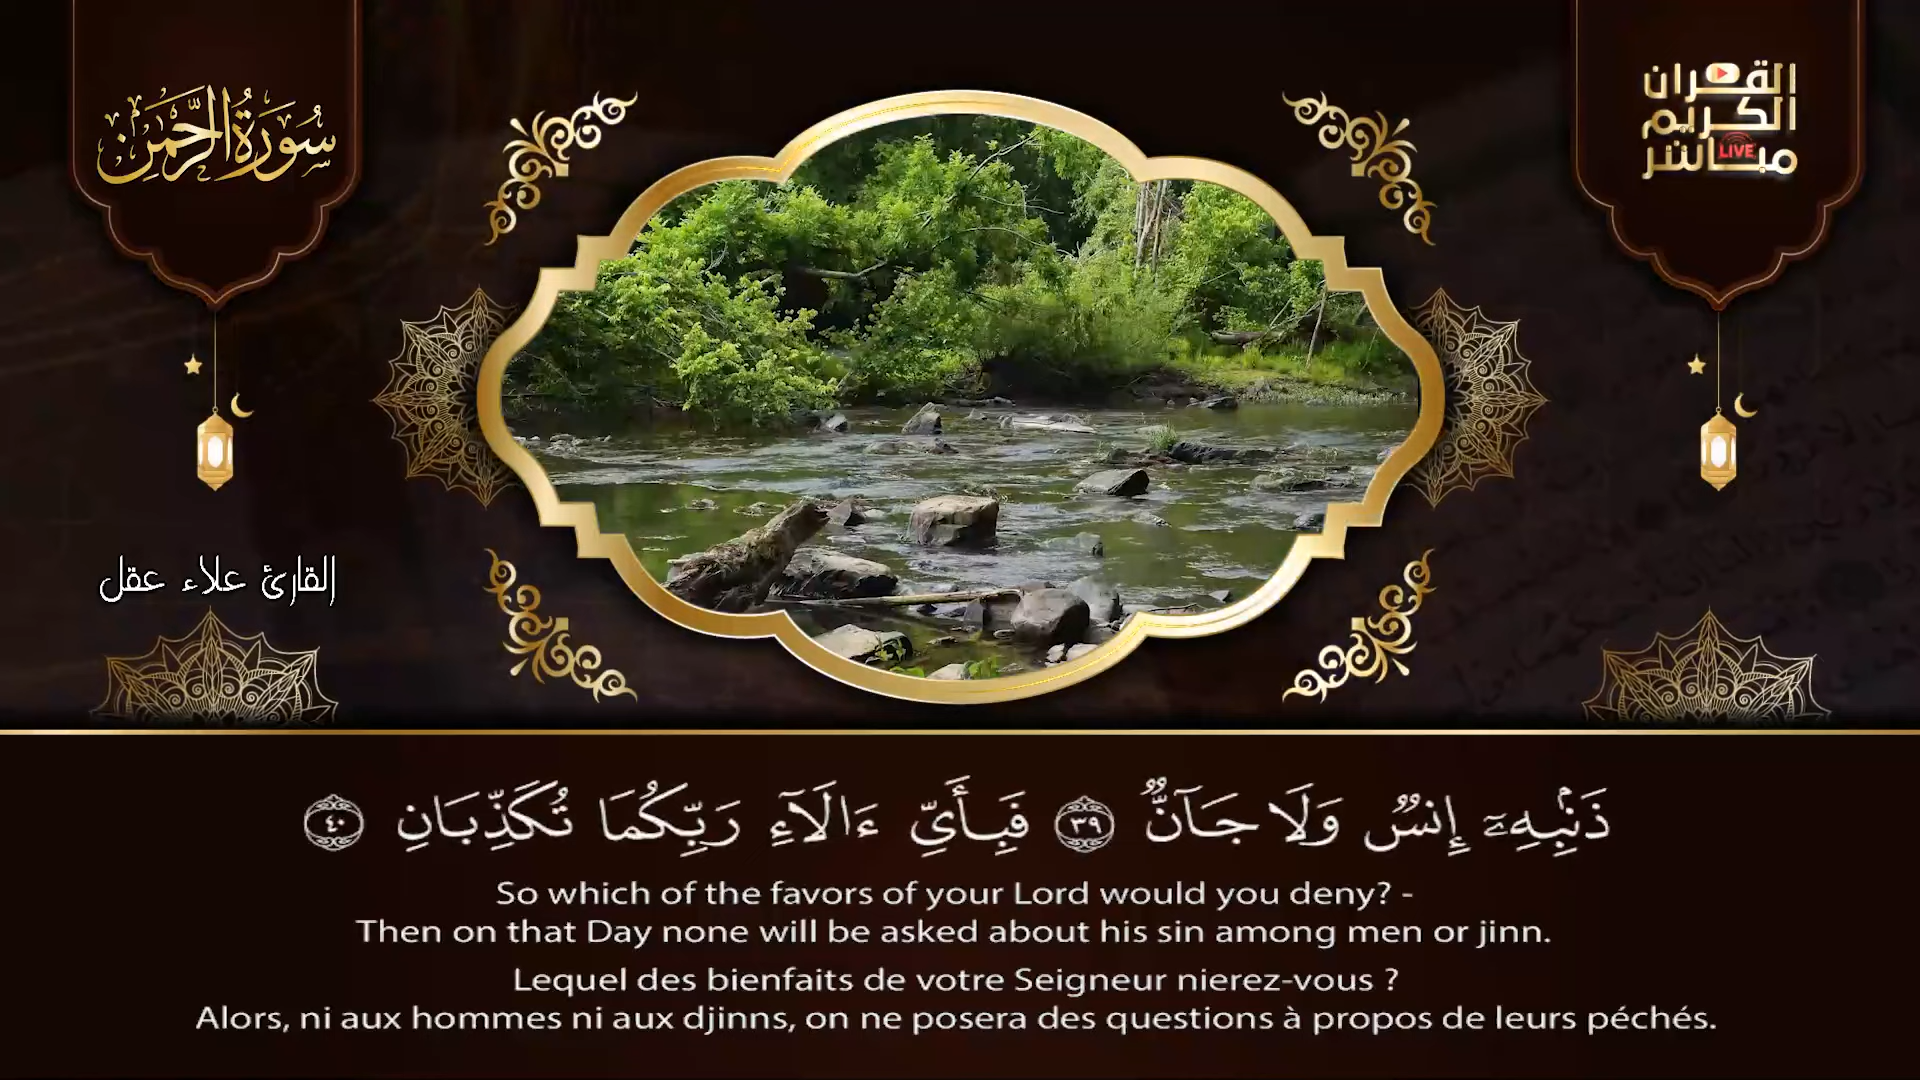 سُورَةُ الرَّحْمَٰنِ
القرآن
الكريم
LIVE
مباشر
القارئ علاء عقل
ذَنۢبِهِۦٓ إِنسٞ وَلَا جَآنّٞ ٣٩ فَبِأَيِّ ءَالَآءِ رَبِّكُمَا تُكَذِّبَانِ ٤٠
So which of the favors of your Lord would you deny? -
Then on that Day none will be asked about his sin among men or jinn.
Lequel des bienfaits de votre Seigneur nierez-vous ?
Alors, ni aux hommes ni aux djinns, on ne posera des questions à propos de leurs péchés.